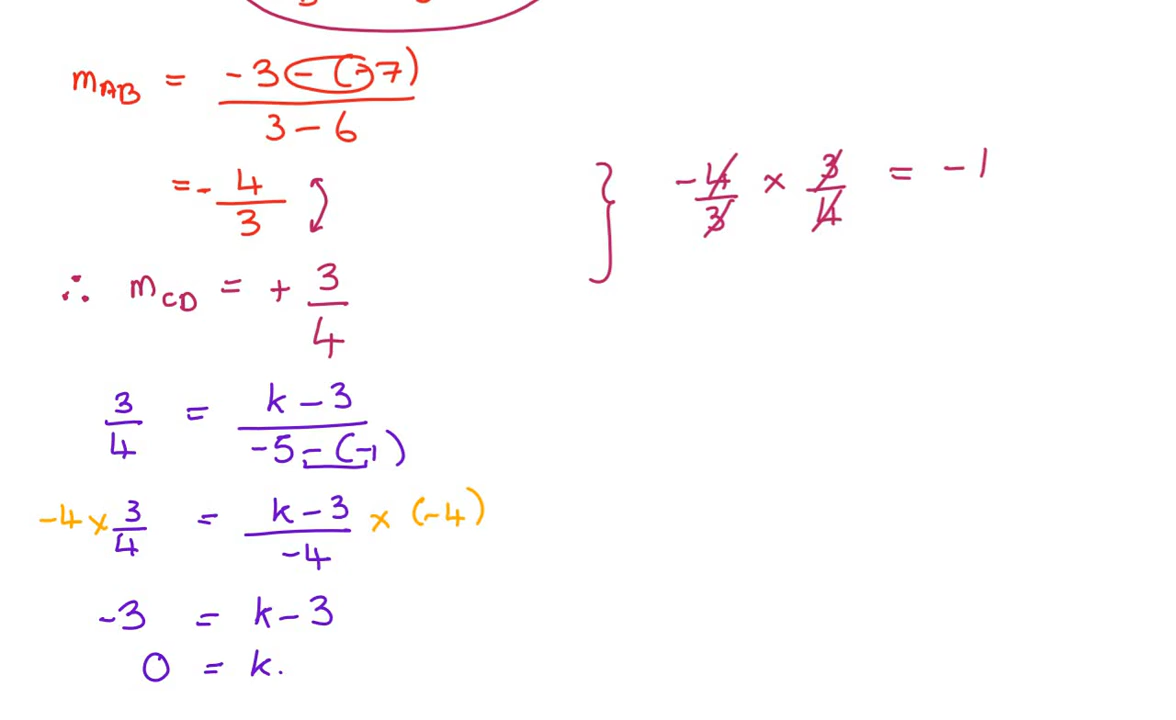 m_AB = (-3 - (-7)) / (3 - 6)
= - 4/3
-4/3 × 3/4 = -1
∴ m_CD = + 3/4
3/4 = (k - 3) / (-5 - (-1))
-4 × 3/4 = (k - 3)/(-4) × (-4)
-3 = k - 3
0 = k.